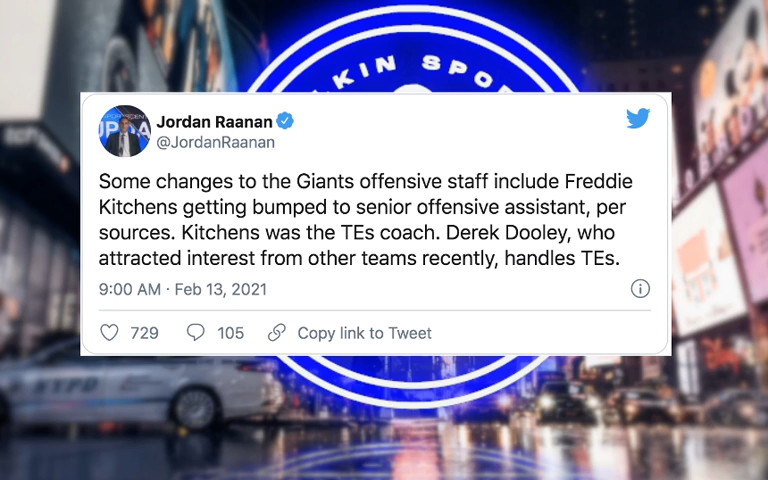 KIN SPO
Jordan Raanan
@JordanRaanan
Some changes to the Giants offensive staff include Freddie
Kitchens getting bumped to senior offensive assistant, per
sources. Kitchens was the TEs coach. Derek Dooley, who
attracted interest from other teams recently, handles TEs.
9:00 AM · Feb 13, 2021
729
105
Copy link to Tweet
NYPD